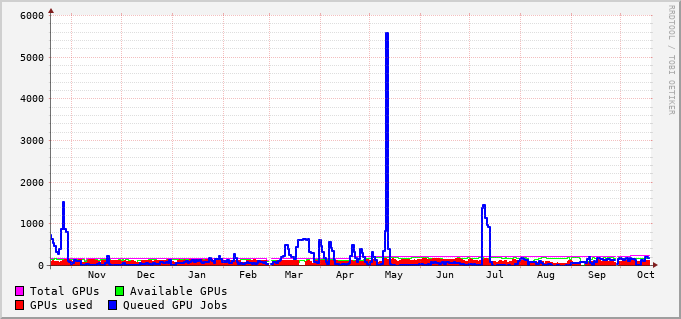 6000
5000
4000
3000
2000
1000
0
Nov Dec Jan Feb Mar Apr May Jun Jul Aug Sep Oct
Total GPUs Available GPUs
GPUs used Queued GPU Jobs
RRDTOOL / TOBI OETIKER